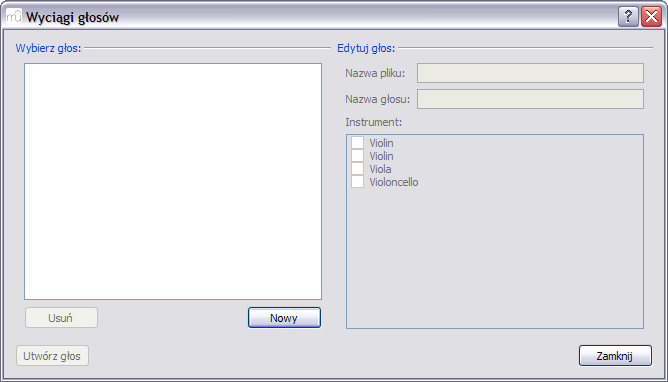 Wyciągi głosów
Wybierz głos:
Usuń
Nowy
Utwórz głos
Edytuj głos:
Nazwa pliku:
Nazwa głosu:
Instrument:
Violin
Violin
Viola
Violoncello
Zamknij